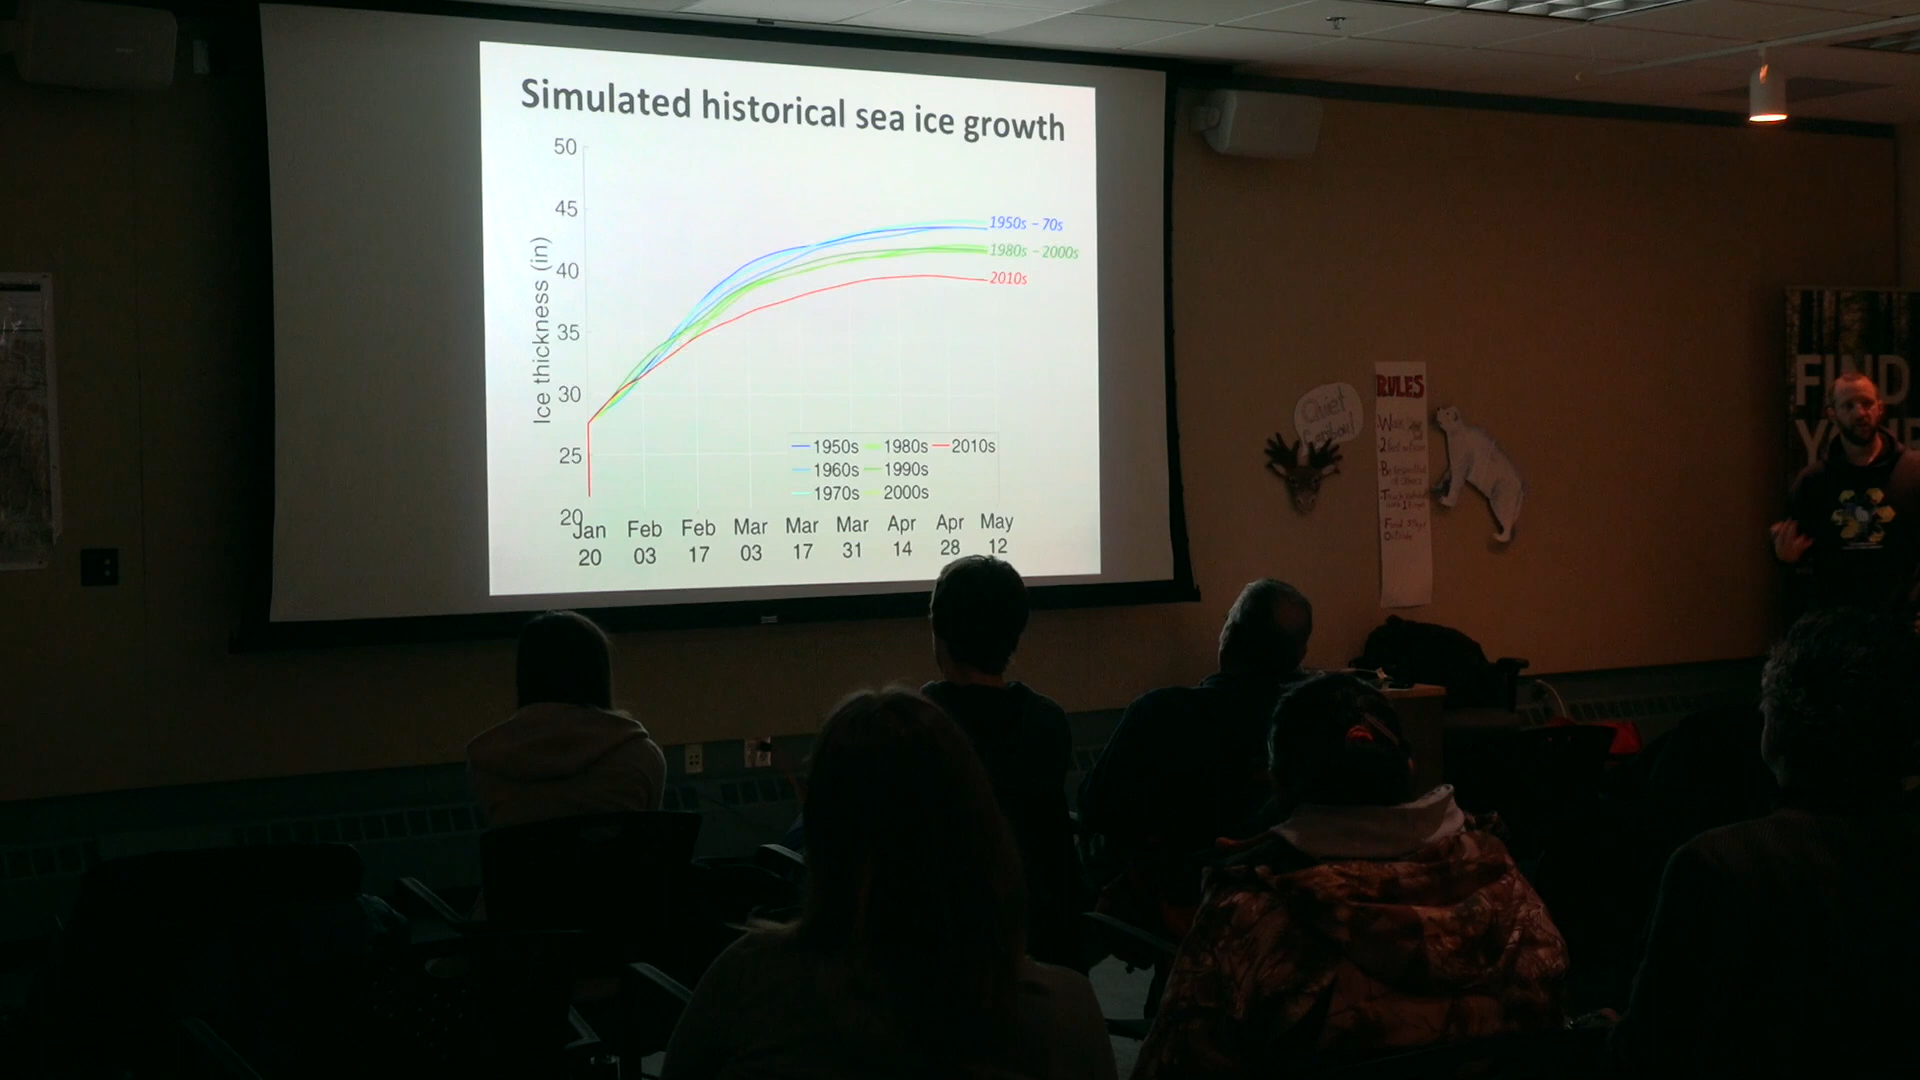 Simulated historical sea ice growth
50
45
40
35
30
25
20
Ice thickness (in)
1950s – 70s
1980s – 2000s
2010s
1950s 1980s 2010s
1960s 1990s
1970s 2000s
Jan Feb Feb Mar Mar Mar Apr Apr May
20 03 17 03 17 31 14 28 12
Quiet
RULES
FIND